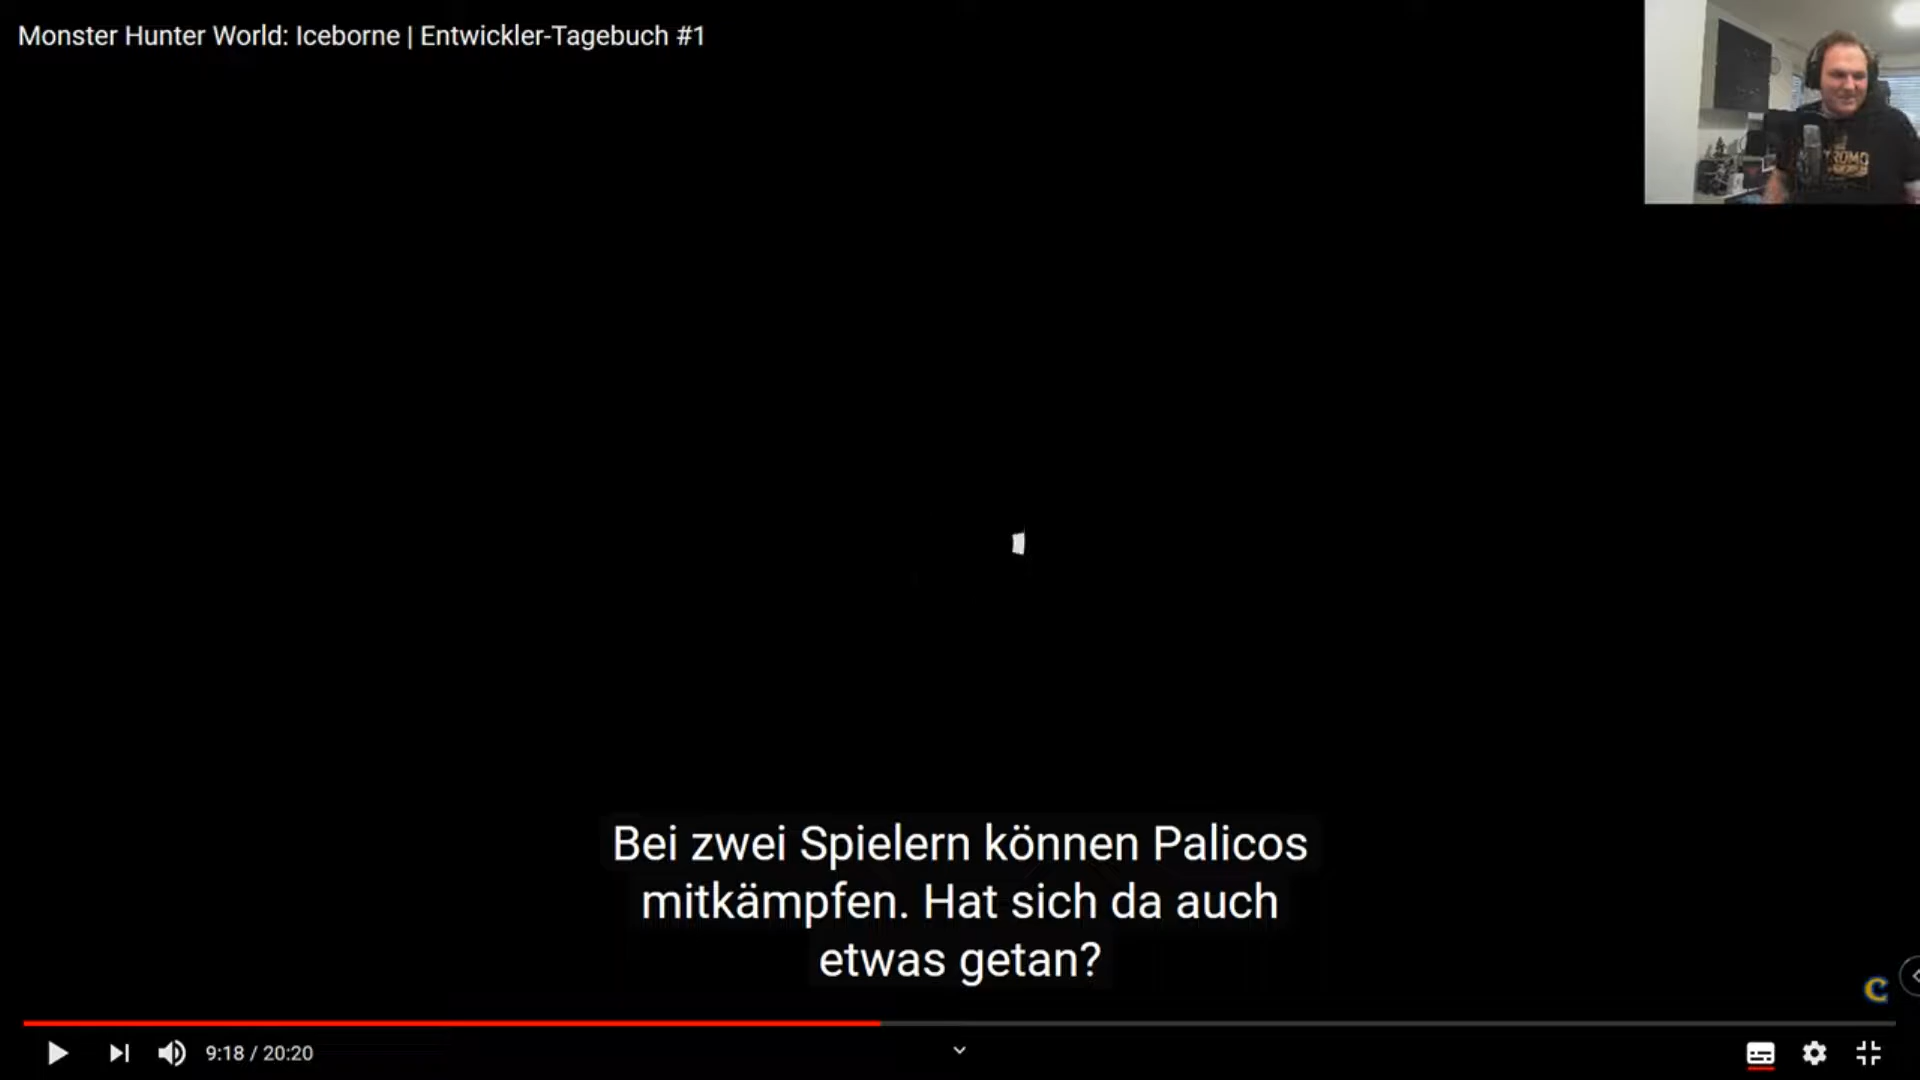 Monster Hunter World: Iceborne | Entwickler-Tagebuch #1
Bei zwei Spielern können Palicos
mitkämpfen. Hat sich da auch
etwas getan?
C
9:18 / 20:20